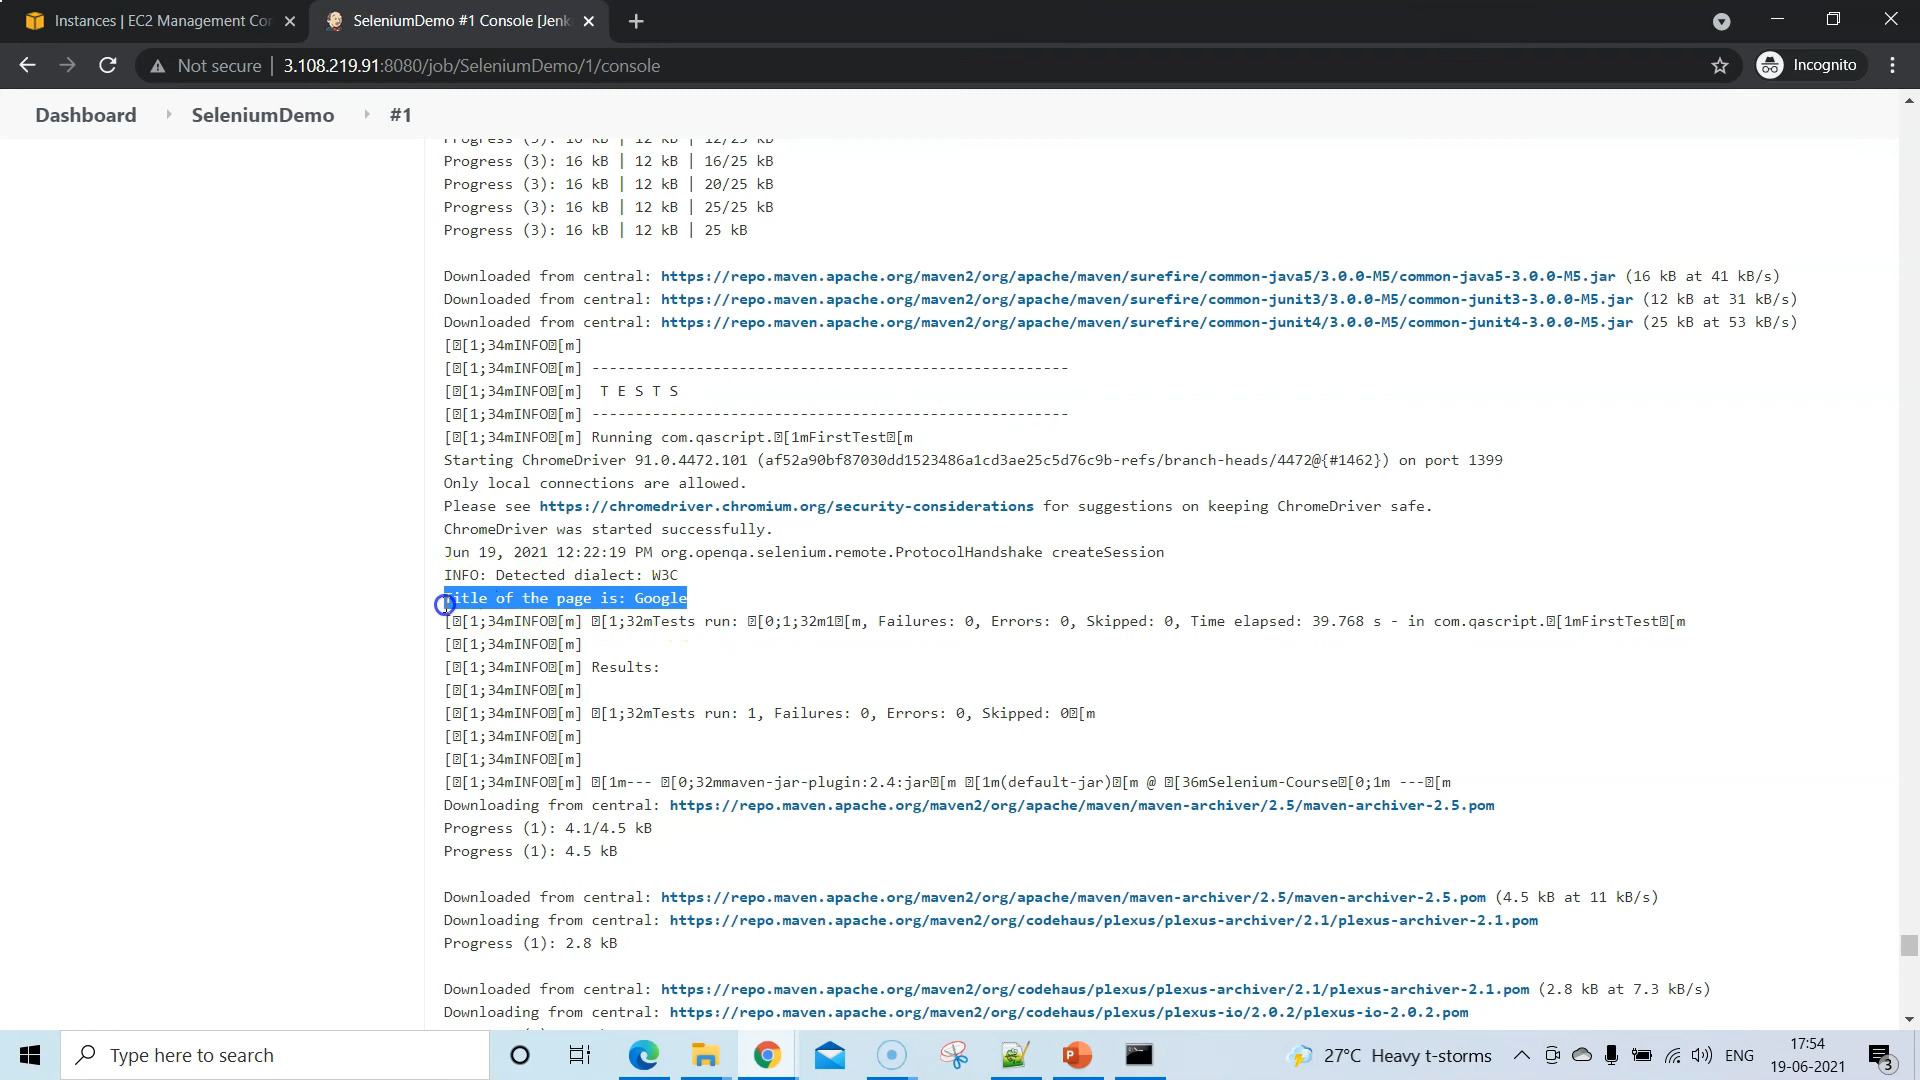 Instances | EC2 Management Con
SeleniumDemo #1 Console [Jenk
Not secure | 3.108.219.91:8080/job/SeleniumDemo/1/console
Incognito
Dashboard
SeleniumDemo
#1
Progress (3): 16 kB | 12 kB | 12/25 kB
Progress (3): 16 kB | 12 kB | 16/25 kB
Progress (3): 16 kB | 12 kB | 20/25 kB
Progress (3): 16 kB | 12 kB | 25/25 kB
Progress (3): 16 kB | 12 kB | 25 kB
Downloaded from central: https://repo.maven.apache.org/maven2/org/apache/maven/surefire/common-java5/3.0.0-M5/common-java5-3.0.0-M5.jar (16 kB at 41 kB/s)
Downloaded from central: https://repo.maven.apache.org/maven2/org/apache/maven/surefire/common-junit3/3.0.0-M5/common-junit3-3.0.0-M5.jar (12 kB at 31 kB/s)
Downloaded from central: https://repo.maven.apache.org/maven2/org/apache/maven/surefire/common-junit4/3.0.0-M5/common-junit4-3.0.0-M5.jar (25 kB at 53 kB/s)
[[1;34mINFO[m]
[[1;34mINFO[m] -------------------------------------------------------
[[1;34mINFO[m]  T E S T S
[[1;34mINFO[m] -------------------------------------------------------
[[1;34mINFO[m] Running com.qascript.[1mFirstTest[m
Starting ChromeDriver 91.0.4472.101 (af52a90bf87030dd1523486a1cd3ae25c5d76c9b-refs/branch-heads/4472@{#1462}) on port 1399
Only local connections are allowed.
Please see https://chromedriver.chromium.org/security-considerations for suggestions on keeping ChromeDriver safe.
ChromeDriver was started successfully.
Jun 19, 2021 12:22:19 PM org.openqa.selenium.remote.ProtocolHandshake createSession
INFO: Detected dialect: W3C
Title of the page is: Google
[[1;34mINFO[m] [1;32mTests run: [0;1;32m1[m, Failures: 0, Errors: 0, Skipped: 0, Time elapsed: 39.768 s - in com.qascript.[1mFirstTest[m
[[1;34mINFO[m]
[[1;34mINFO[m] Results:
[[1;34mINFO[m]
[[1;34mINFO[m] [1;32mTests run: 1, Failures: 0, Errors: 0, Skipped: 0[m
[[1;34mINFO[m]
[[1;34mINFO[m]
[[1;34mINFO[m] [1m--- [0;32mmaven-jar-plugin:2.4:jar[m [1m(default-jar)[m @ [36mSelenium-Course[0;1m ---[m
Downloading from central: https://repo.maven.apache.org/maven2/org/apache/maven/maven-archiver/2.5/maven-archiver-2.5.pom
Progress (1): 4.1/4.5 kB
Progress (1): 4.5 kB
Downloaded from central: https://repo.maven.apache.org/maven2/org/apache/maven/maven-archiver/2.5/maven-archiver-2.5.pom (4.5 kB at 11 kB/s)
Downloading from central: https://repo.maven.apache.org/maven2/org/codehaus/plexus/plexus-archiver/2.1/plexus-archiver-2.1.pom
Progress (1): 2.8 kB
Downloaded from central: https://repo.maven.apache.org/maven2/org/codehaus/plexus/plexus-archiver/2.1/plexus-archiver-2.1.pom (2.8 kB at 7.3 kB/s)
Downloading from central: https://repo.maven.apache.org/maven2/org/codehaus/plexus/plexus-io/2.0.2/plexus-io-2.0.2.pom
Type here to search
27°C Heavy t-storms
ENG
17:54
19-06-2021
3